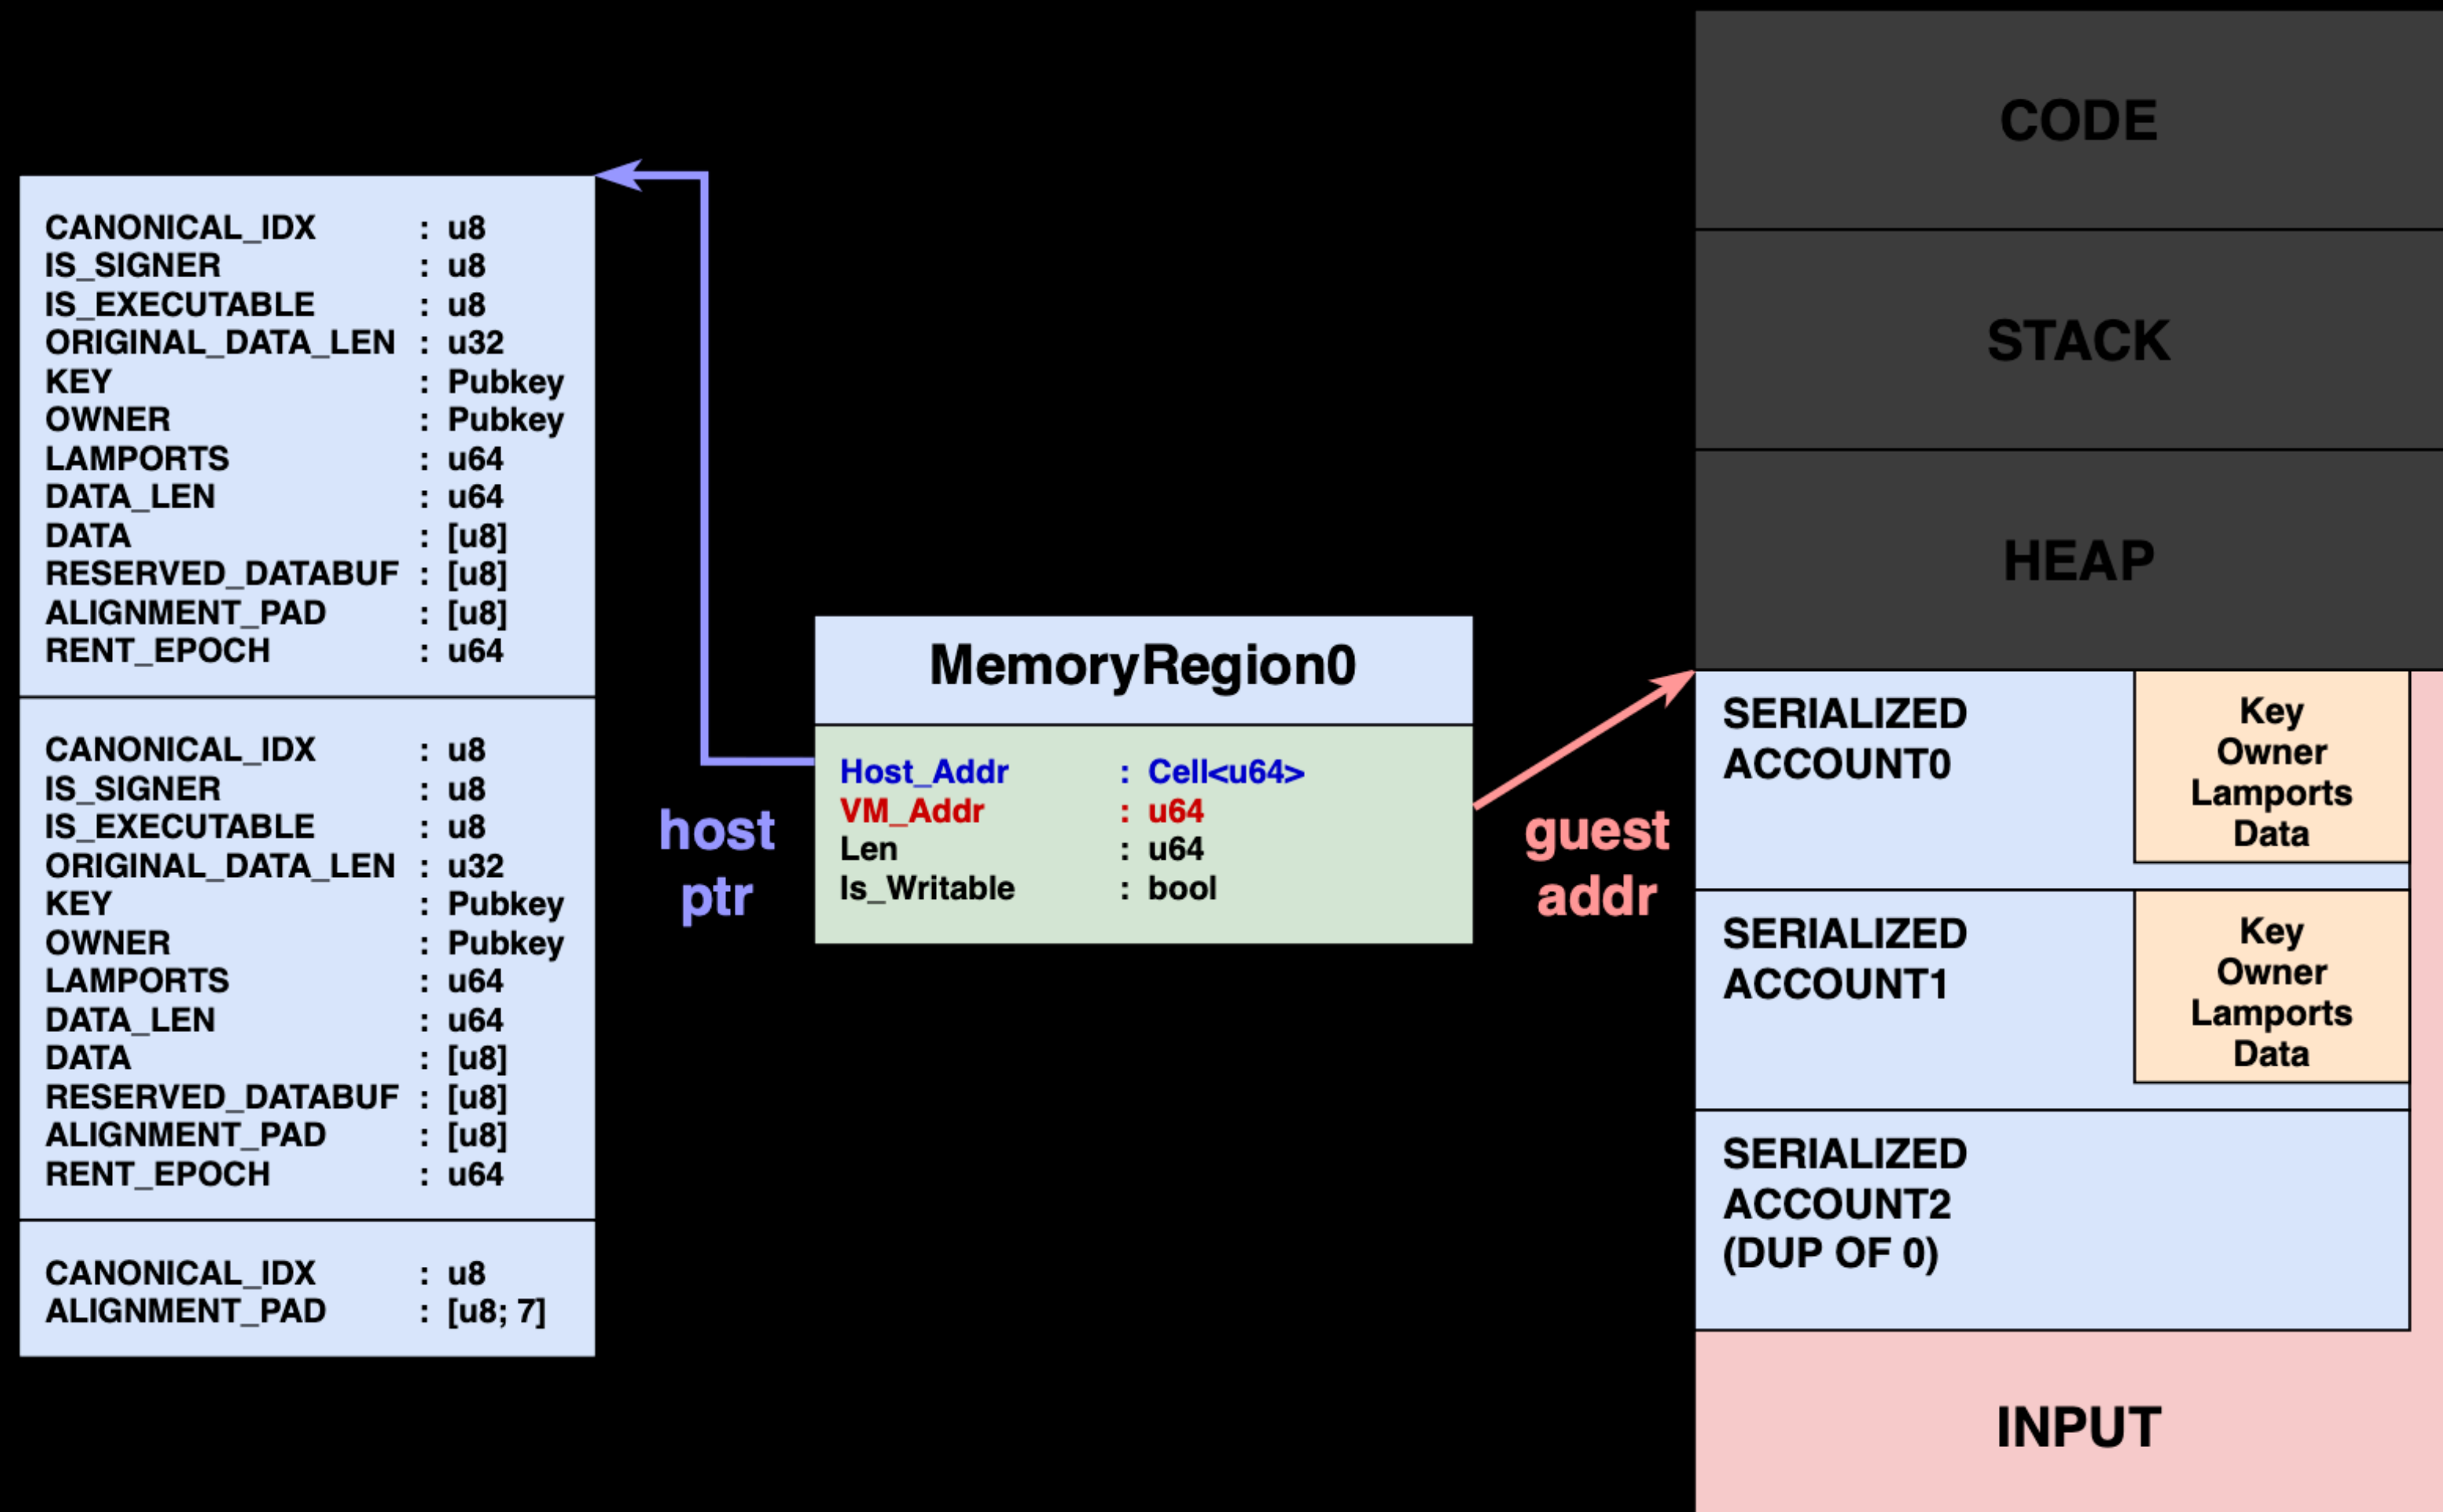 CANONICAL_IDX : u8
IS_SIGNER : u8
IS_EXECUTABLE : u8
ORIGINAL_DATA_LEN : u32
KEY : Pubkey
OWNER : Pubkey
LAMPORTS : u64
DATA_LEN : u64
DATA : [u8]
RESERVED_DATABUF : [u8]
ALIGNMENT_PAD : [u8]
RENT_EPOCH : u64
CANONICAL_IDX : u8
IS_SIGNER : u8
IS_EXECUTABLE : u8
ORIGINAL_DATA_LEN : u32
KEY : Pubkey
OWNER : Pubkey
LAMPORTS : u64
DATA_LEN : u64
DATA : [u8]
RESERVED_DATABUF : [u8]
ALIGNMENT_PAD : [u8]
RENT_EPOCH : u64
CANONICAL_IDX : u8
ALIGNMENT_PAD : [u8; 7]
host
ptr
MemoryRegion0
Host_Addr : Cell<u64>
VM_Addr : u64
Len : u64
Is_Writable : bool
guest
addr
CODE
STACK
HEAP
SERIALIZED
ACCOUNT0
Key
Owner
Lamports
Data
SERIALIZED
ACCOUNT1
Key
Owner
Lamports
Data
SERIALIZED
ACCOUNT2
(DUP OF 0)
INPUT